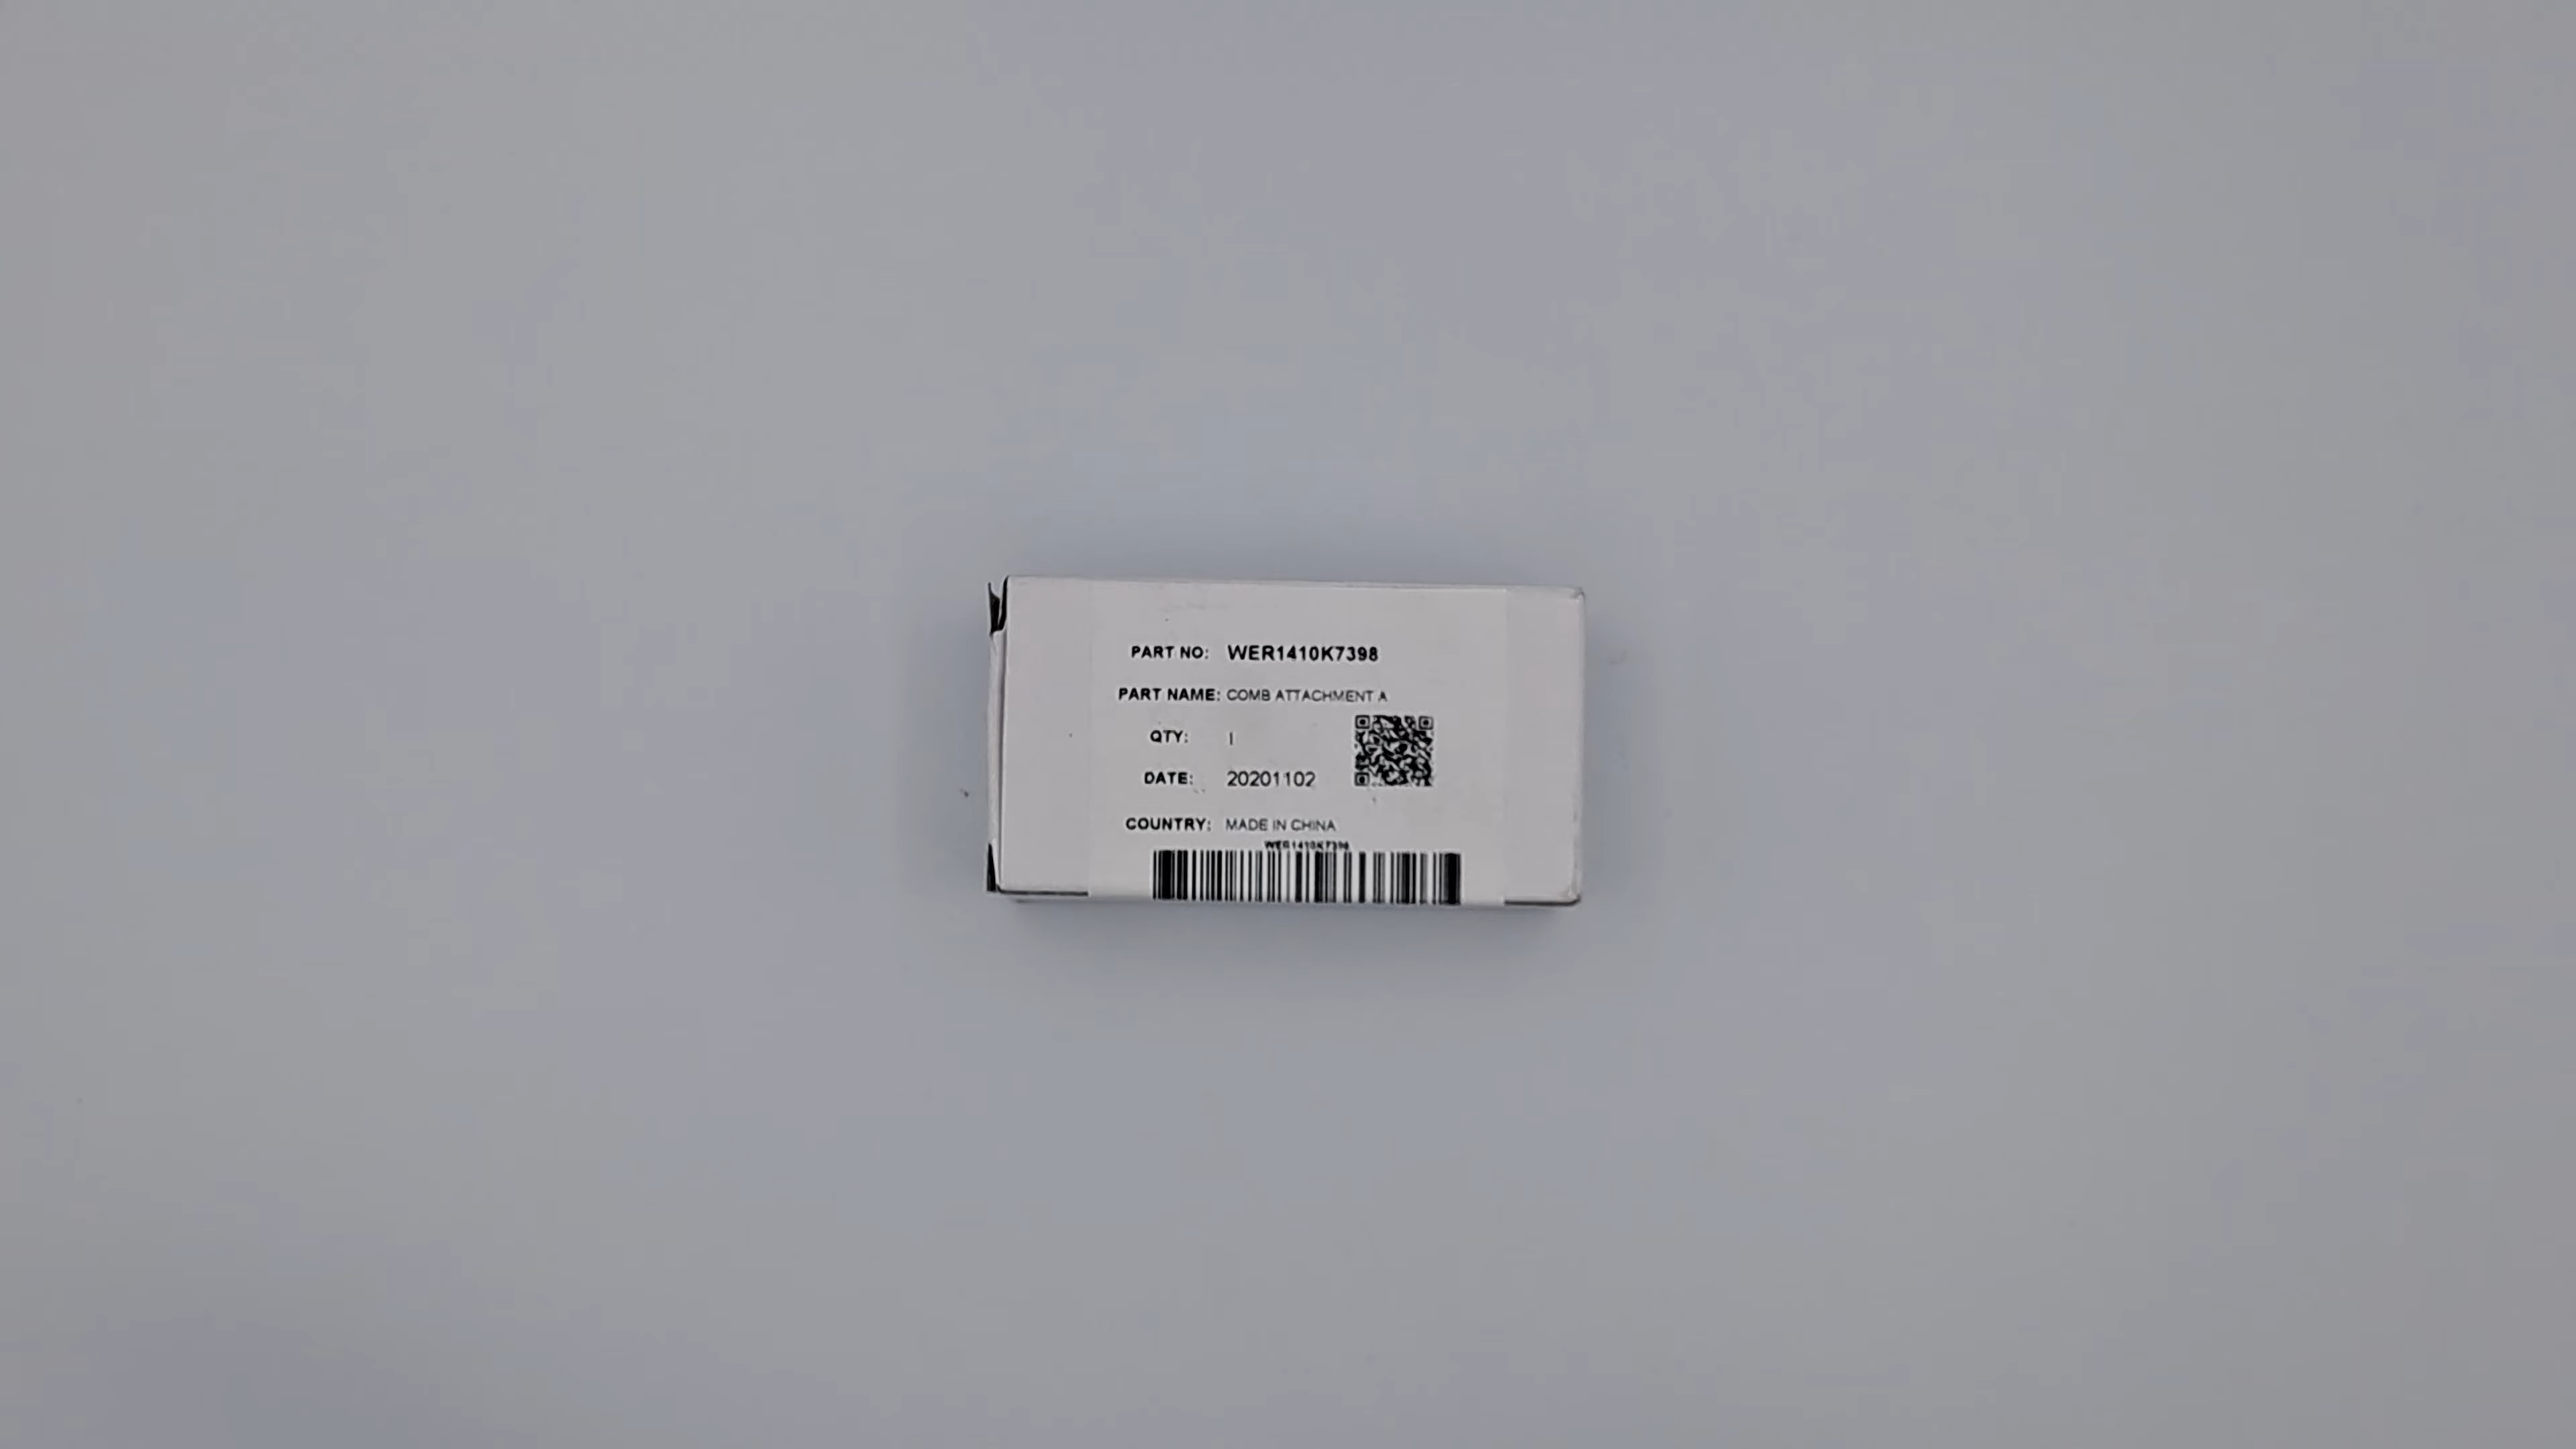 PART NO: WER1410K7398
PART NAME: COMB ATTACHMENT A
QTY: 1
DATE: 20201102
COUNTRY: MADE IN CHINA
WER1410K7398